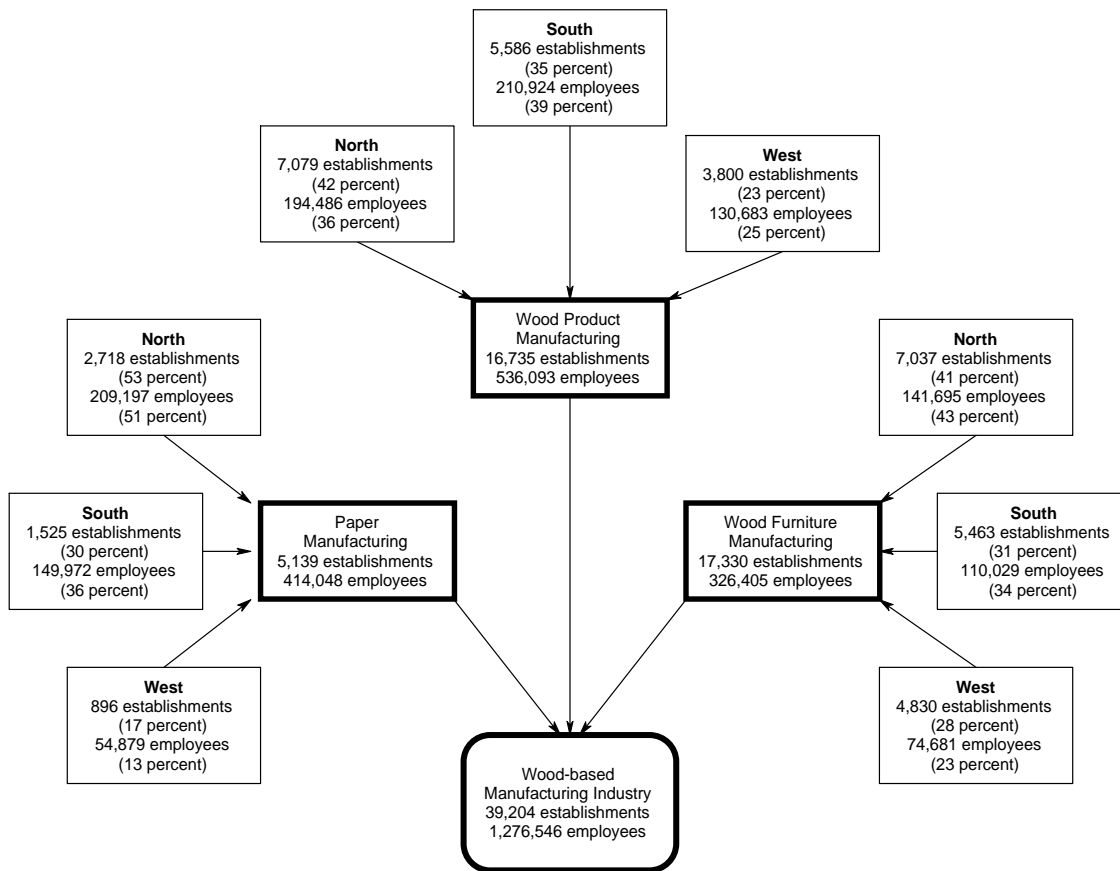 South
5,586 establishments
(35 percent)
210,924 employees
(39 percent)
North
7,079 establishments
(42 percent)
194,486 employees
(36 percent)
West
3,800 establishments
(23 percent)
130,683 employees
(25 percent)
Wood Product
Manufacturing
16,735 establishments
536,093 employees
North
2,718 establishments
(53 percent)
209,197 employees
(51 percent)
North
7,037 establishments
(41 percent)
141,695 employees
(43 percent)
South
1,525 establishments
(30 percent)
149,972 employees
(36 percent)
Paper
Manufacturing
5,139 establishments
414,048 employees
Wood Furniture
Manufacturing
17,330 establishments
326,405 employees
South
5,463 establishments
(31 percent)
110,029 employees
(34 percent)
West
896 establishments
(17 percent)
54,879 employees
(13 percent)
West
4,830 establishments
(28 percent)
74,681 employees
(23 percent)
Wood-based
Manufacturing Industry
39,204 establishments
1,276,546 employees